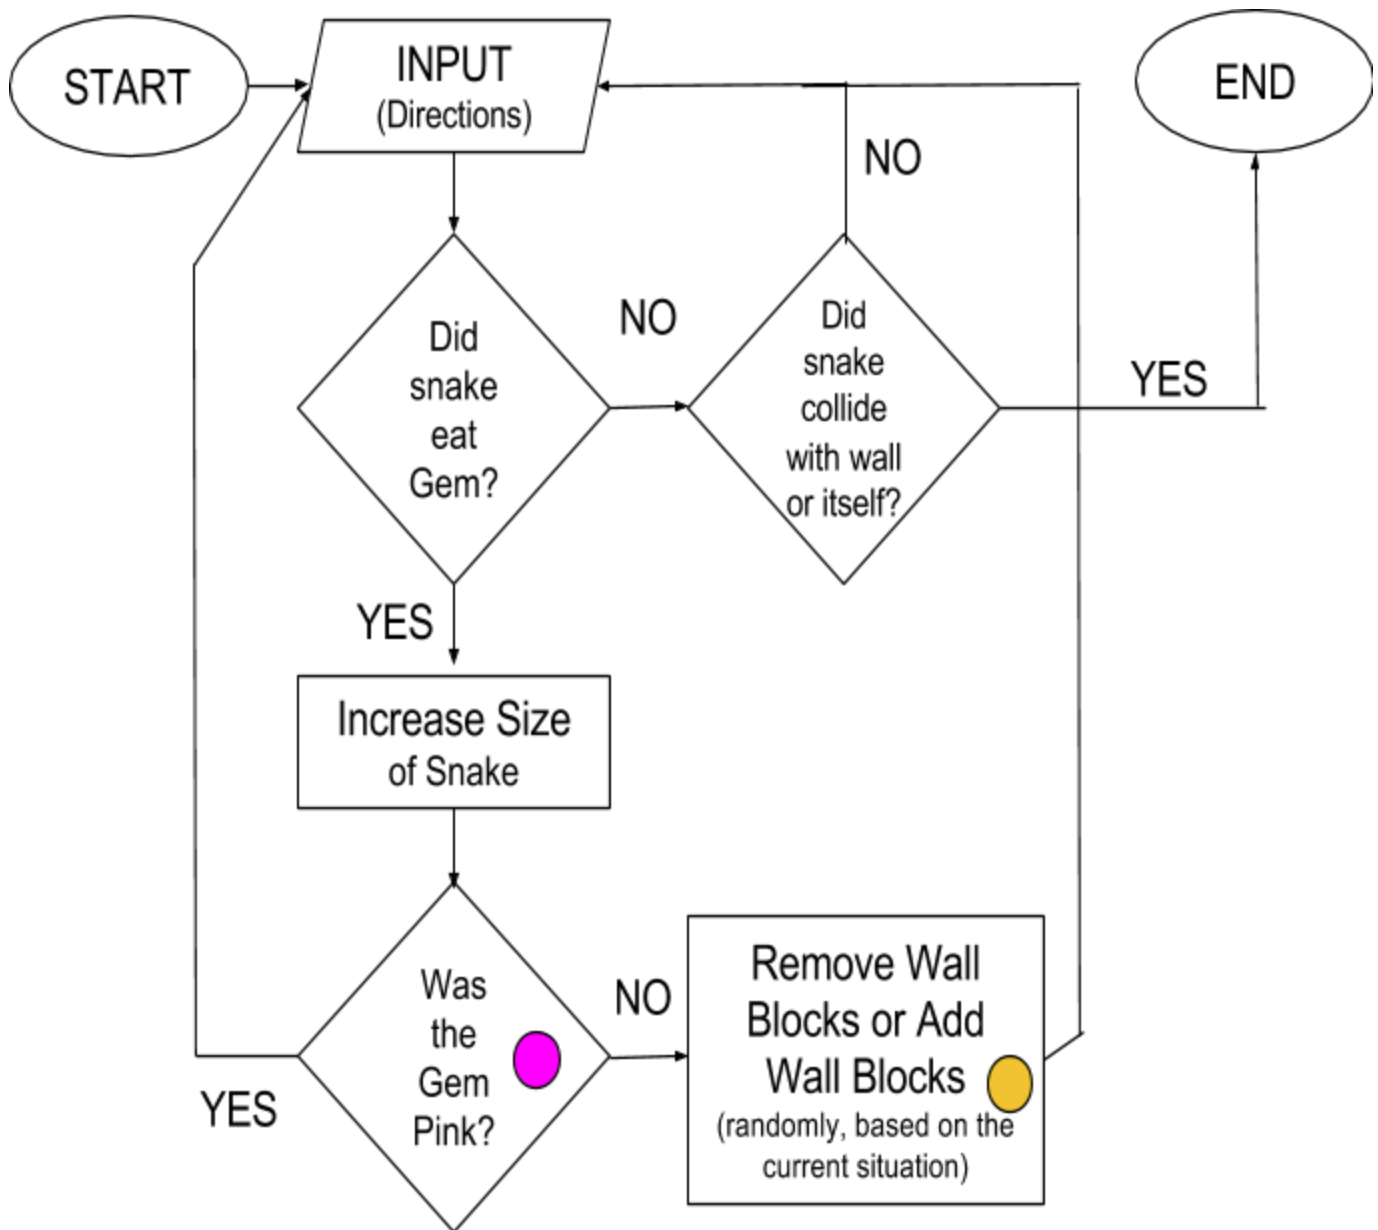 START
INPUT
(Directions)
END
NO
NO
Did
snake
eat
Gem?
Did
snake
collide
with wall
or itself?
YES
YES
Increase Size
of Snake
Was
the
Gem
Pink?
NO
Remove Wall
Blocks or Add
Wall Blocks
(randomly, based on the
current situation)
YES